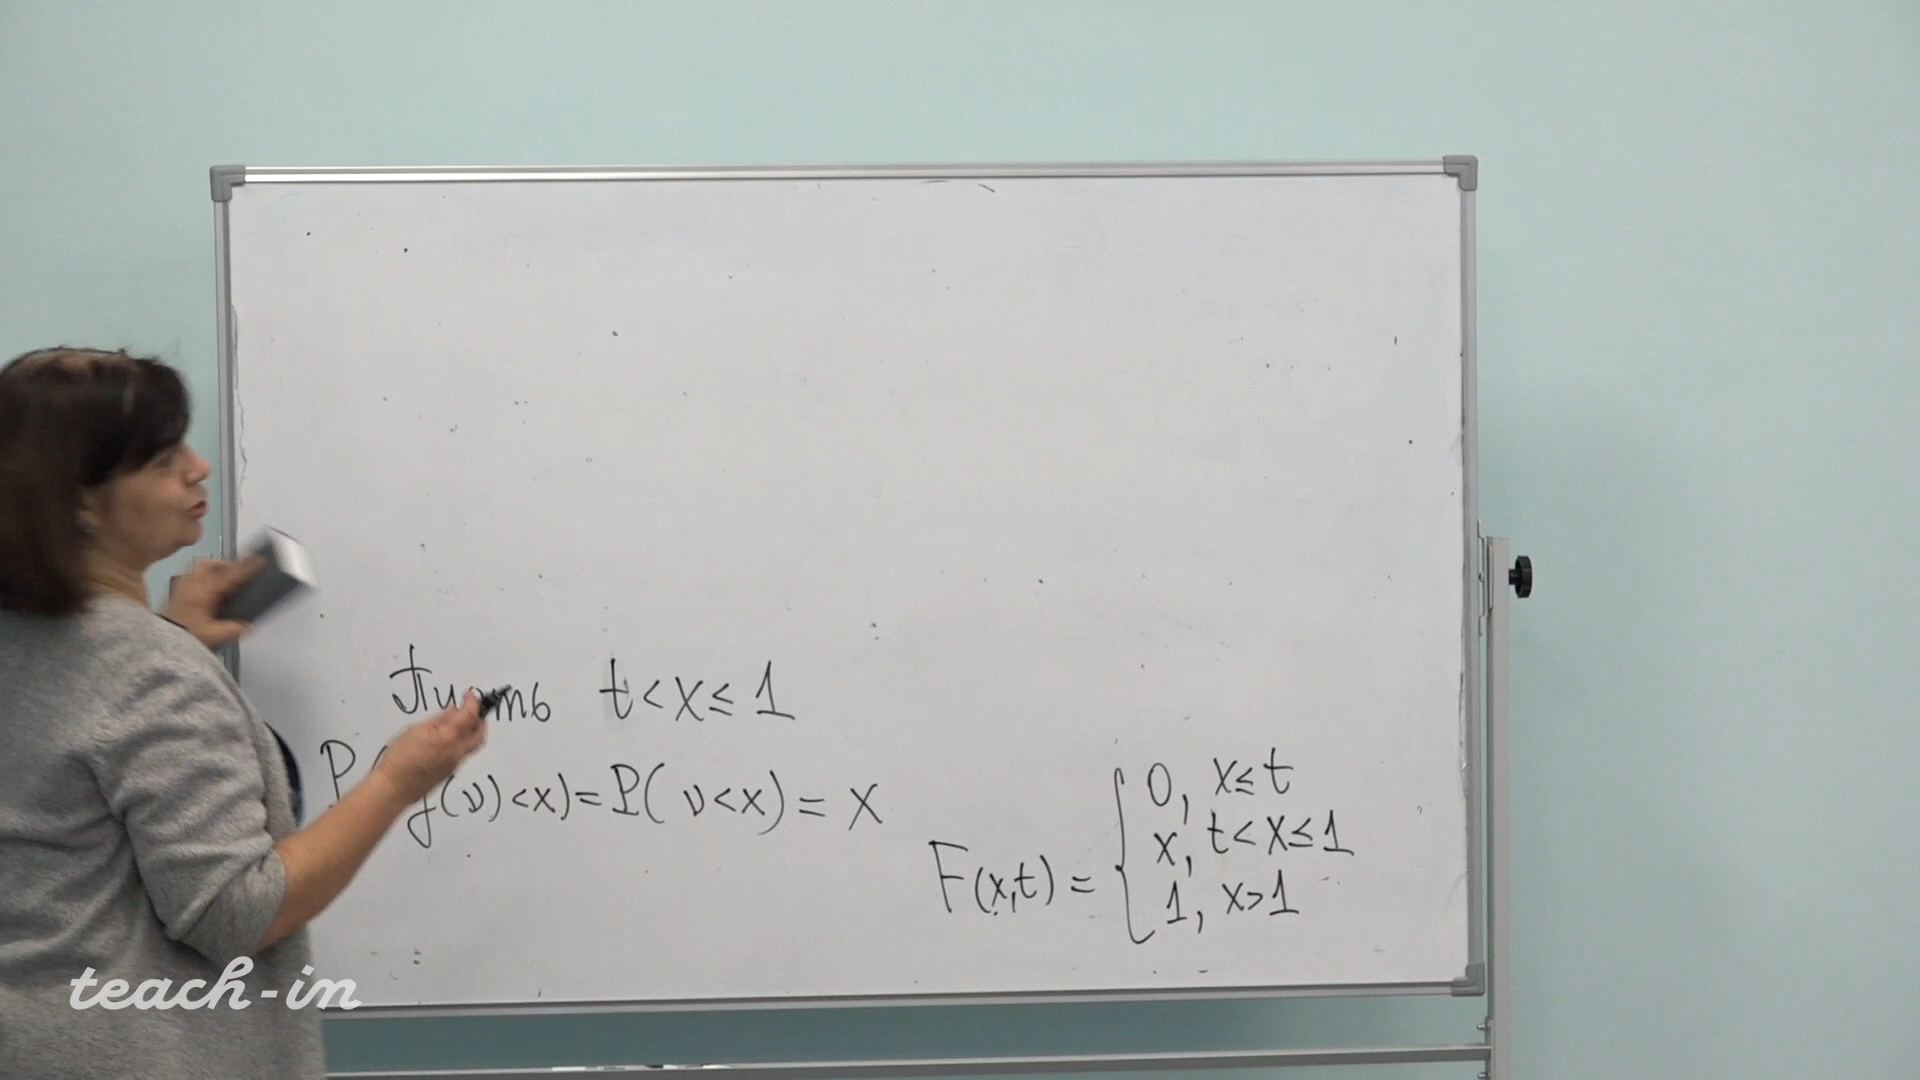 Пусть t < x ≤ 1
P( (ν) < x) = P( ν < x) = x
F(x,t) = { 0, x ≤ t
x, t < x ≤ 1
1, x > 1
teach-in